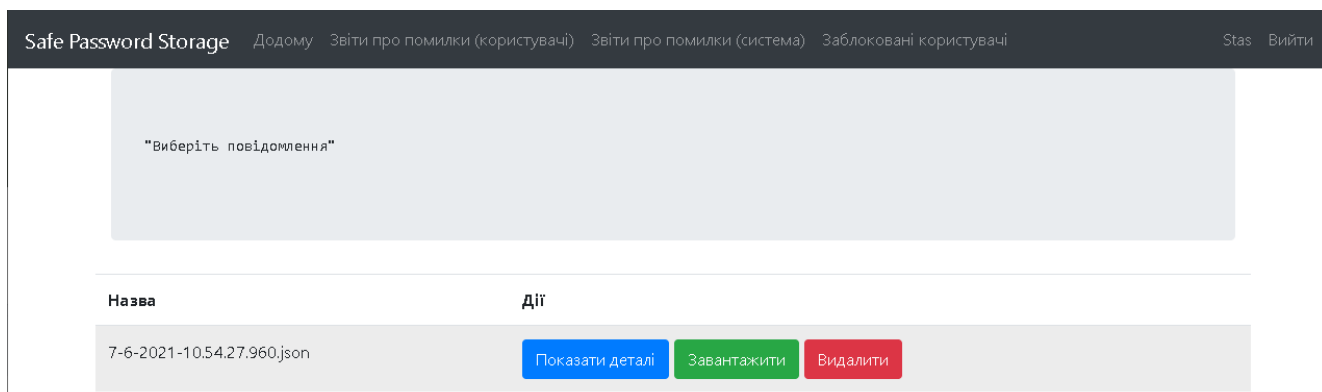 Safe Password Storage Додому Звіти про помилки (користувачі) Звіти про помилки (система) Заблоковані користувачі Stas Вийти
"Виберіть повідомлення"
Назва Дії
7-6-2021-10.54.27.960.json Показати деталі Завантажити Видалити